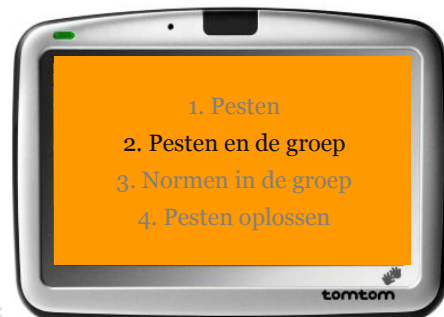 1. Pesten
2. Pesten en de groep
3. Normen in de groep
4. Pesten oplossen
tomtom